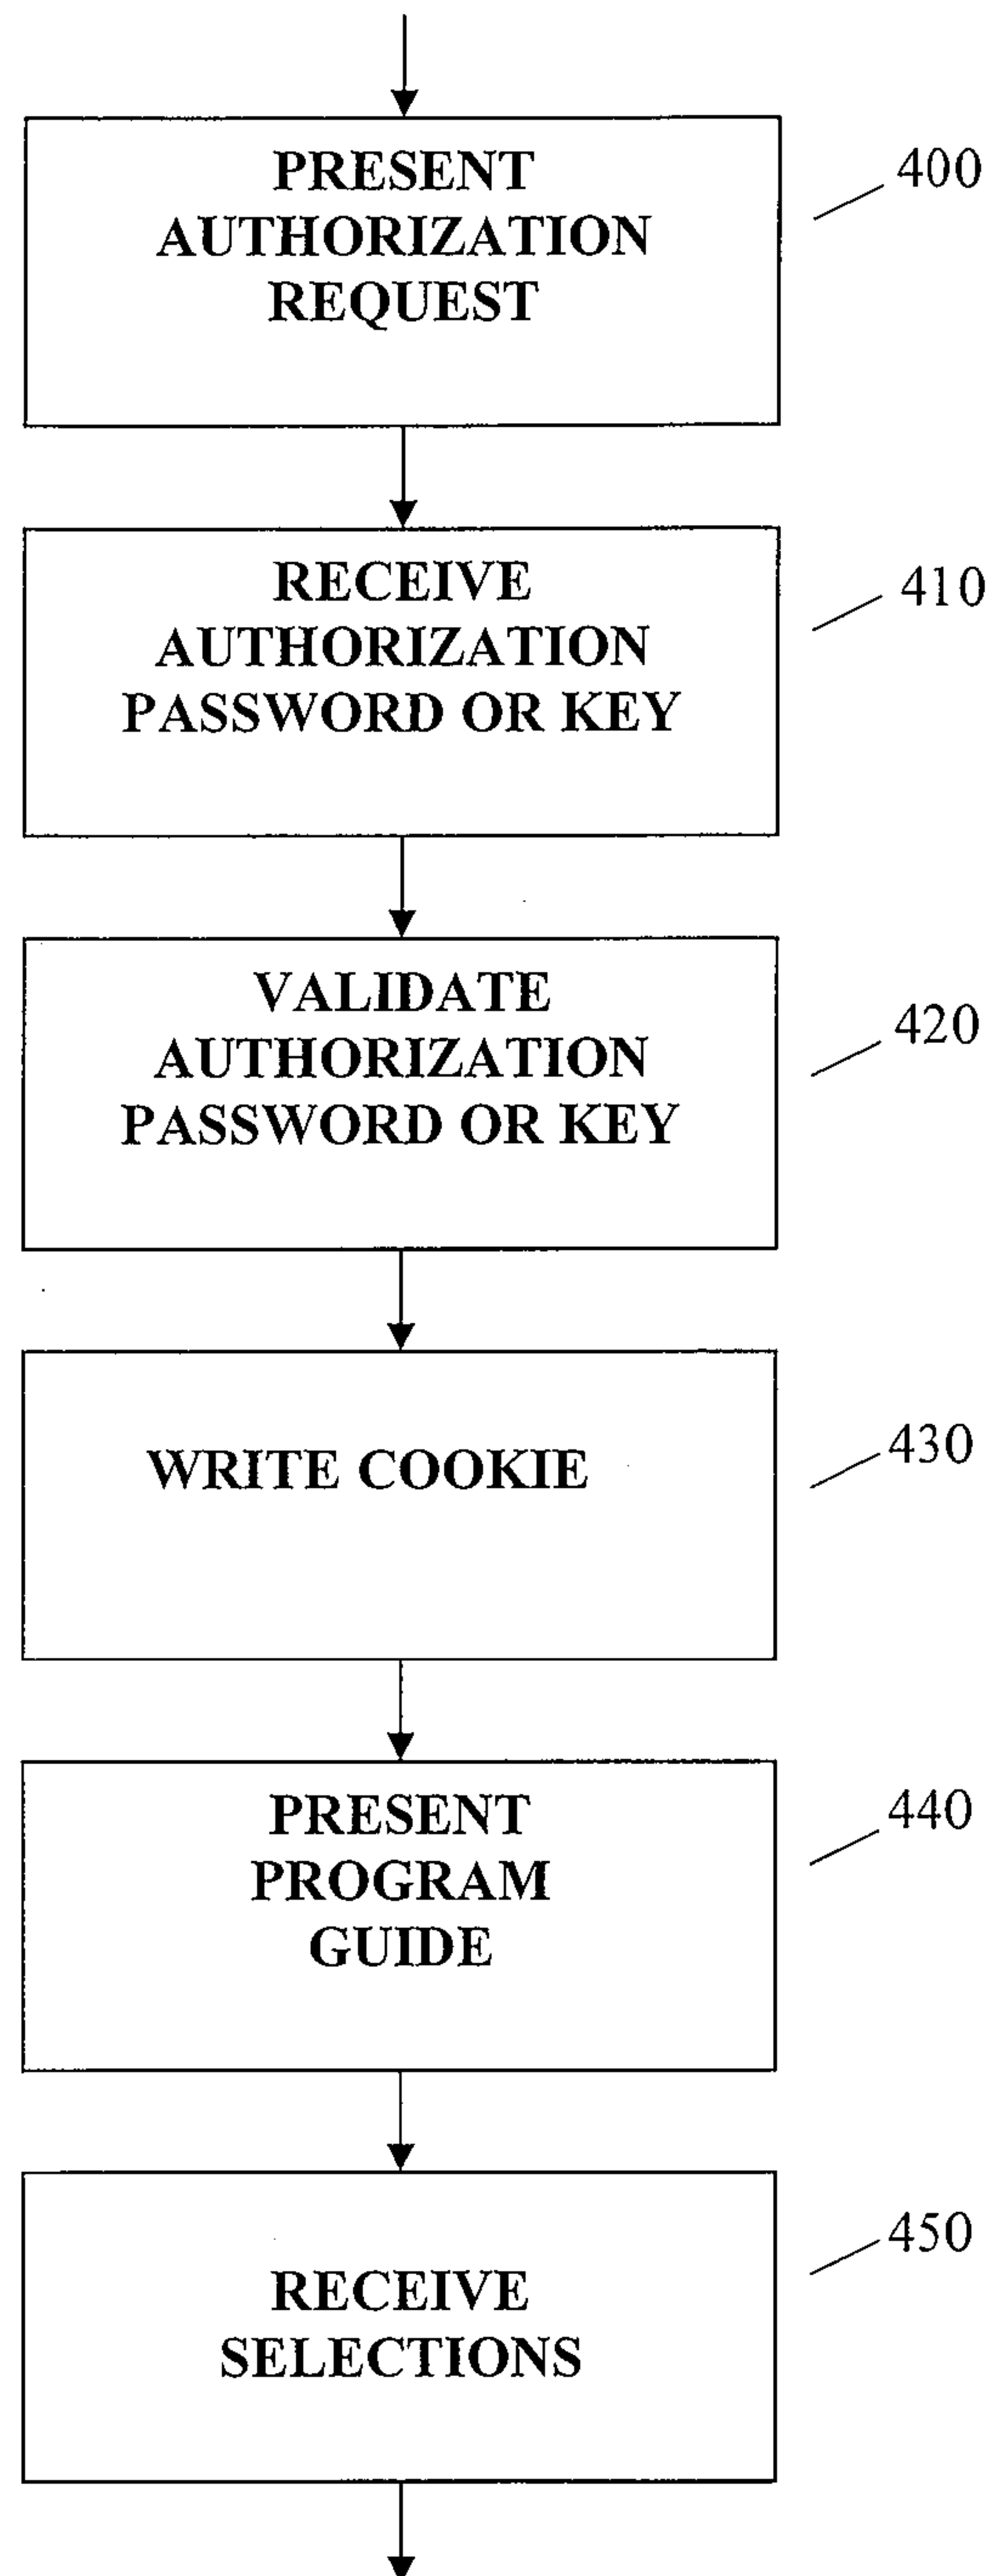 PRESENT
AUTHORIZATION
REQUEST
400
RECEIVE
AUTHORIZATION
PASSWORD OR KEY
410
VALIDATE
AUTHORIZATION
PASSWORD OR KEY
420
WRITE COOKIE
430
PRESENT
PROGRAM
GUIDE
440
RECEIVE
SELECTIONS
450